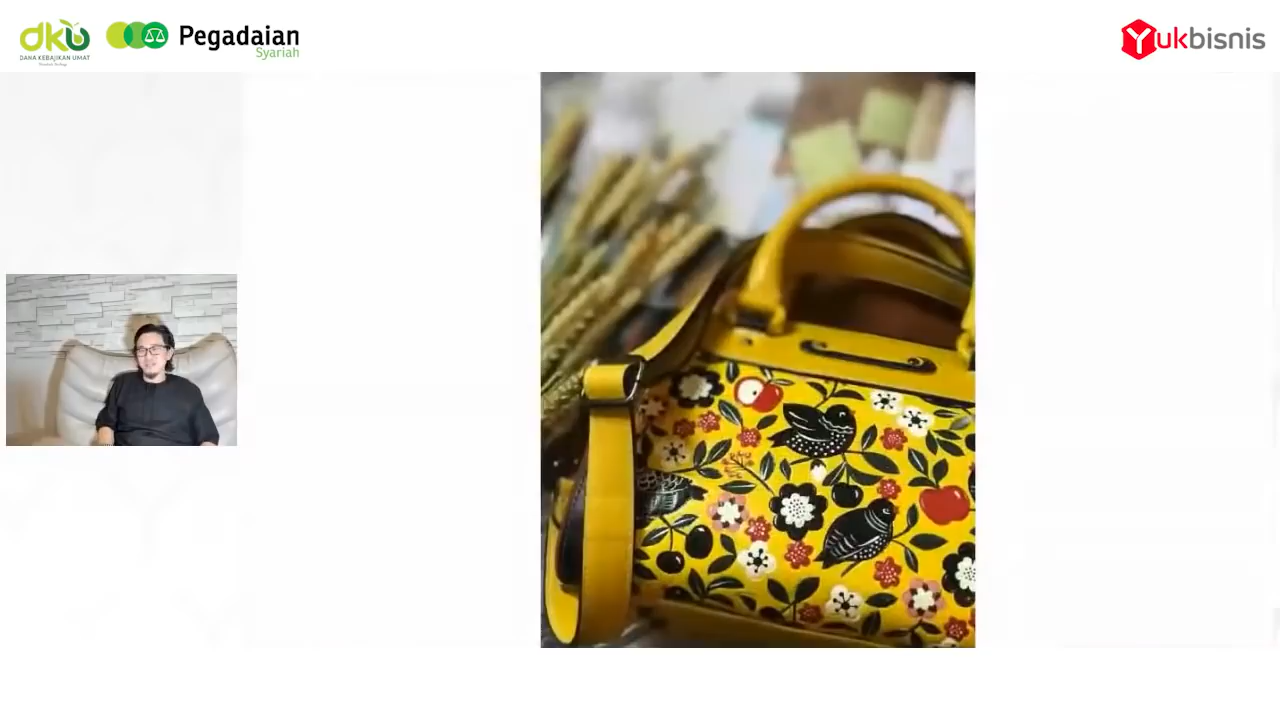 dku
DANA KEBAJIKAN UMAT
Pegadaian
Syariah
Yukbisnis